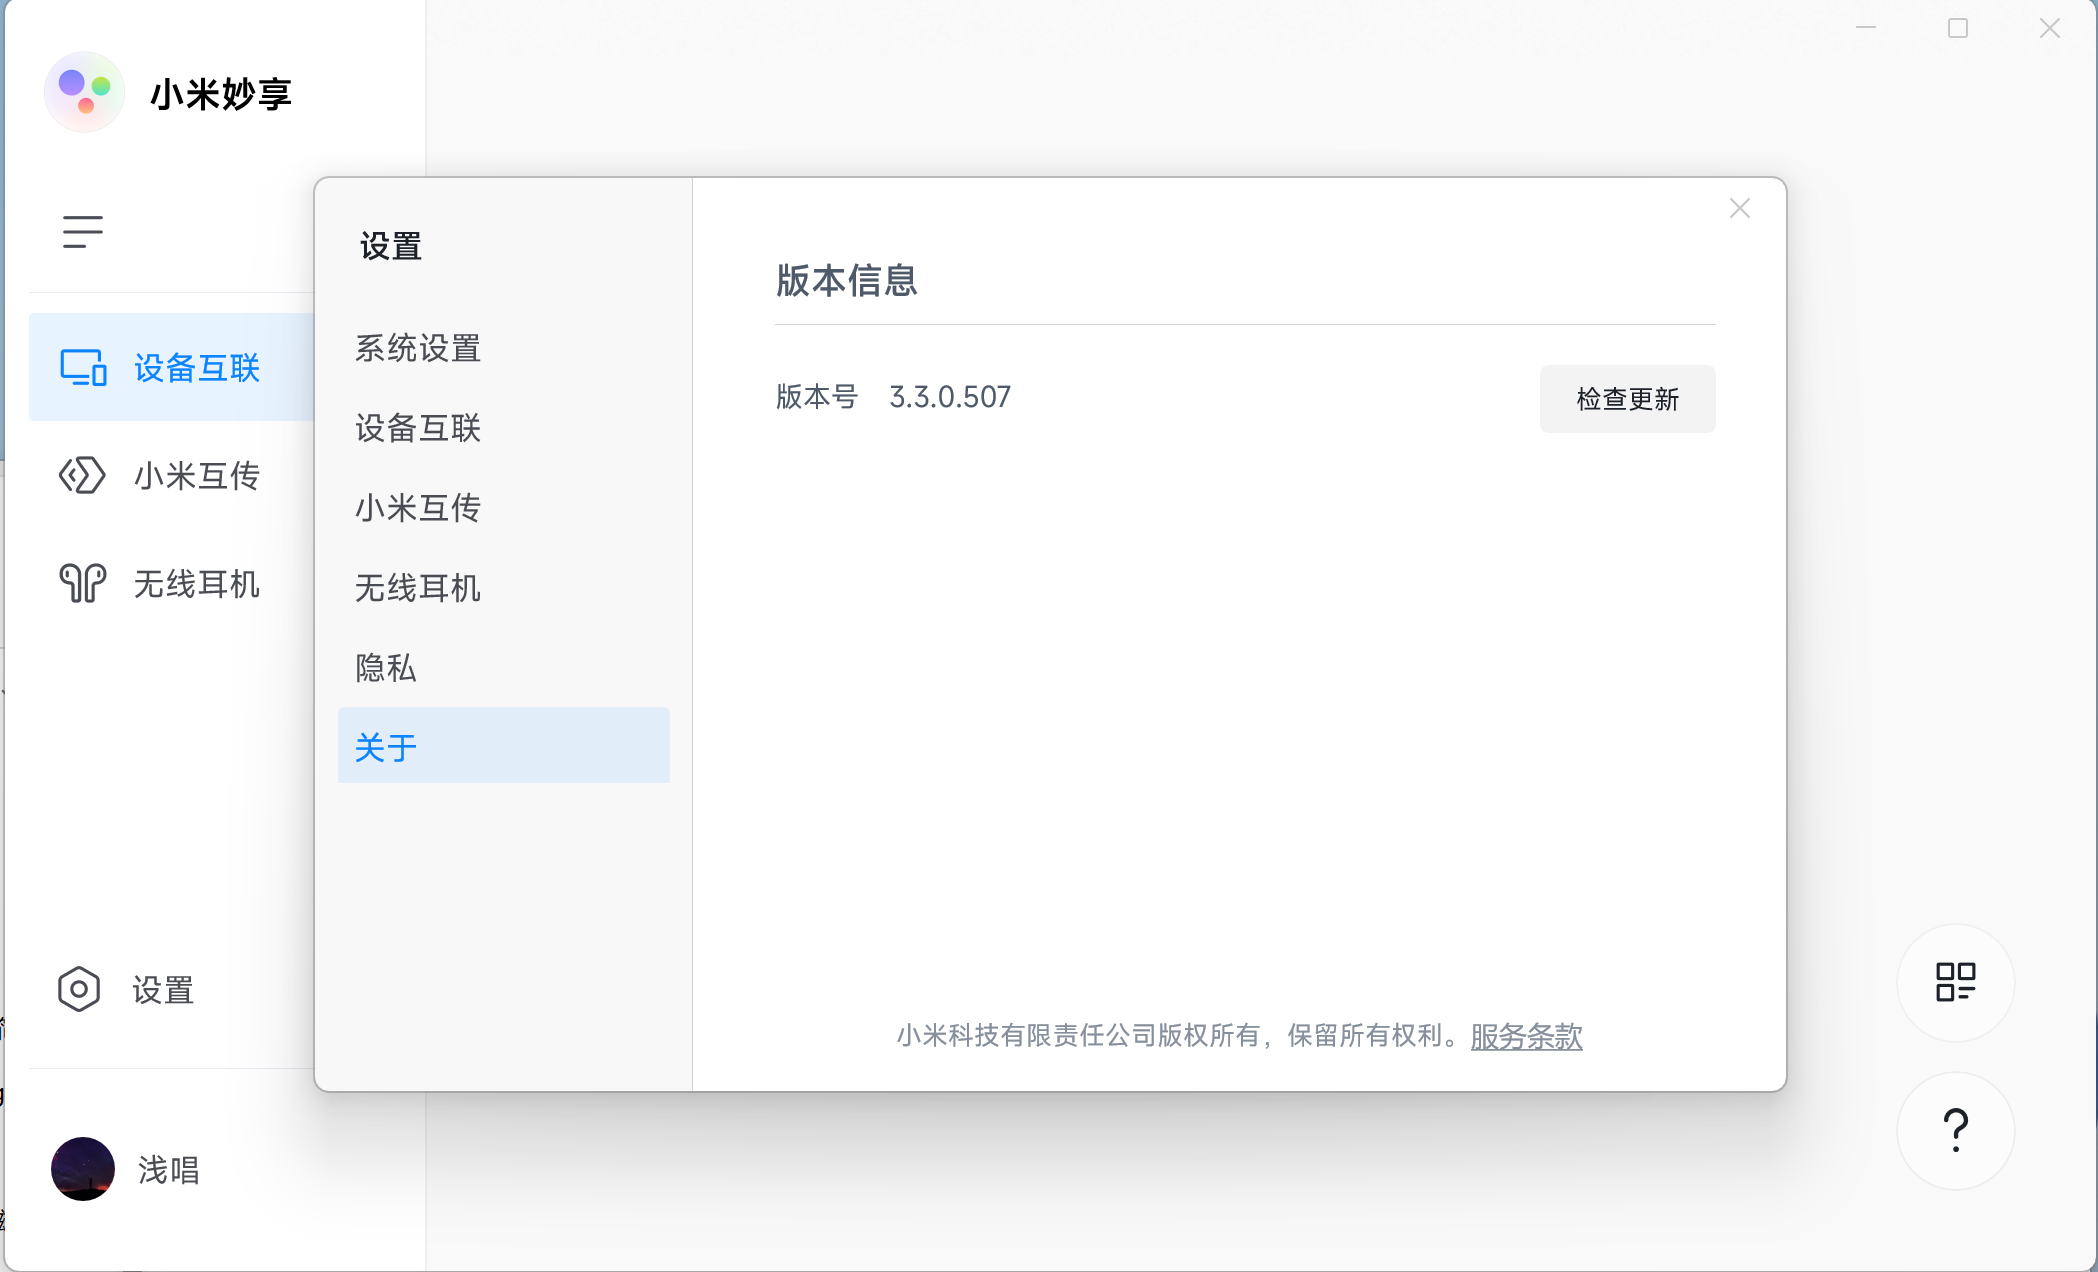 小米妙享
设备互联
小米互传
无线耳机
设置
浅唱
设置
系统设置
设备互联
小米互传
无线耳机
隐私
关于
版本信息
版本号 3.3.0.507
检查更新
小米科技有限责任公司版权所有，保留所有权利。服务条款